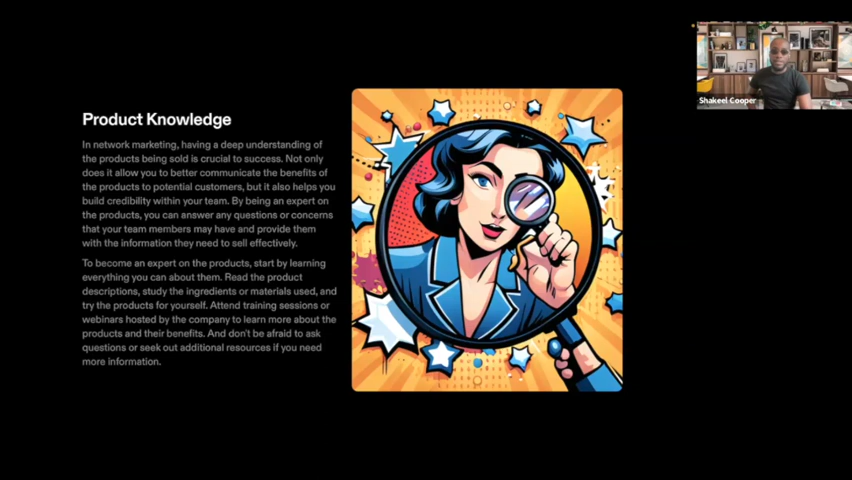 Product Knowledge
In network marketing, having a deep understanding of
the products being sold is crucial to success. Not only
does it allow you to better communicate the benefits of
the products to potential customers, but it also helps you
build credibility within your team. By being an expert on
the products, you can answer any questions or concerns
that your team members may have and provide them
with the information they need to sell effectively.
To become an expert on the products, start by learning
everything you can about them. Read the product
descriptions, study the ingredients or materials used, and
try the products for yourself. Attend training sessions or
webinars hosted by the company to learn more about the
products and their benefits. And don't be afraid to ask
questions or seek out additional resources if you need
more information.
Shakeel Cooper